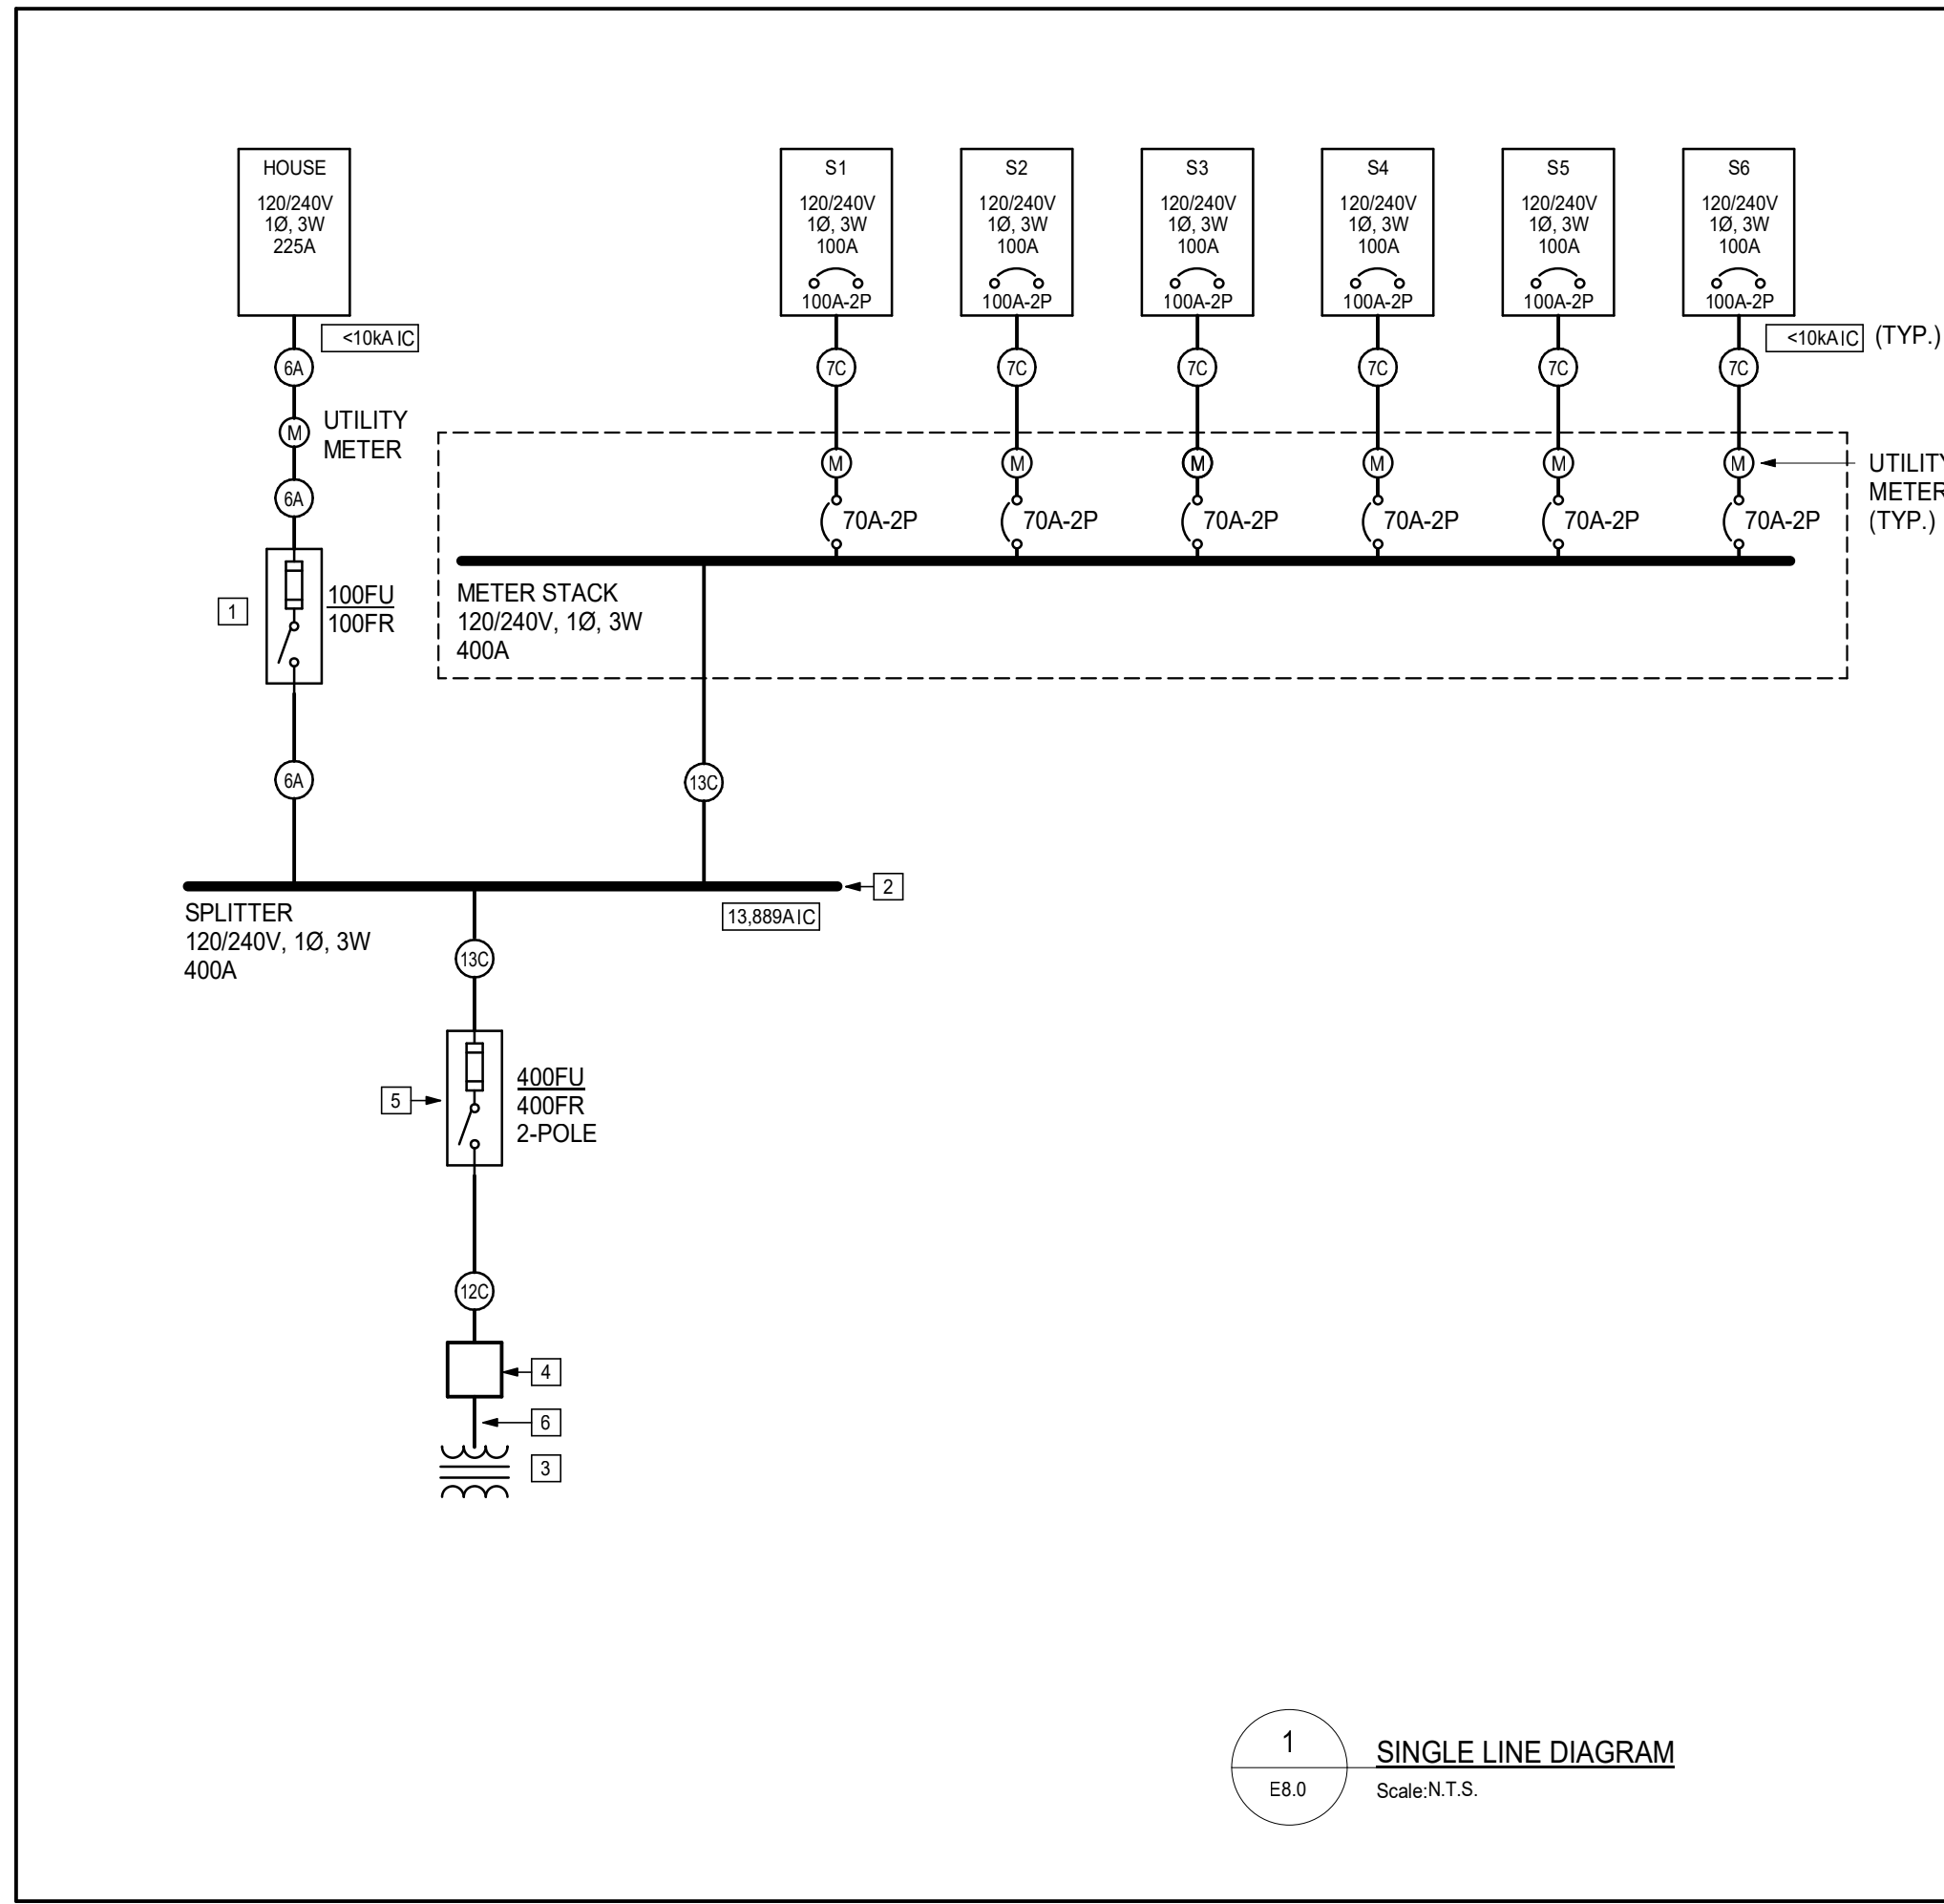 HOUSE
120/240V
1Ø, 3W
225A
S1
120/240V
1Ø, 3W
100A
100A-2P
S2
120/240V
1Ø, 3W
100A
100A-2P
S3
120/240V
1Ø, 3W
100A
100A-2P
S4
120/240V
1Ø, 3W
100A
100A-2P
S5
120/240V
1Ø, 3W
100A
100A-2P
S6
120/240V
1Ø, 3W
100A
100A-2P
<10kAIC
<10kAIC (TYP.)
6A
7C
7C
7C
7C
7C
7C
M
UTILITY
METER
6A
M
M
M
M
M
M
UTILITY
METER
(TYP.)
70A-2P
70A-2P
70A-2P
70A-2P
70A-2P
70A-2P
1
100FU
100FR
METER STACK
120/240V, 1Ø, 3W
400A
6A
13C
2
SPLITTER
120/240V, 1Ø, 3W
400A
13,889AIC
13C
5
400FU
400FR
2-POLE
12C
4
6
3
1
E8.0
SINGLE LINE DIAGRAM
Scale:N.T.S.